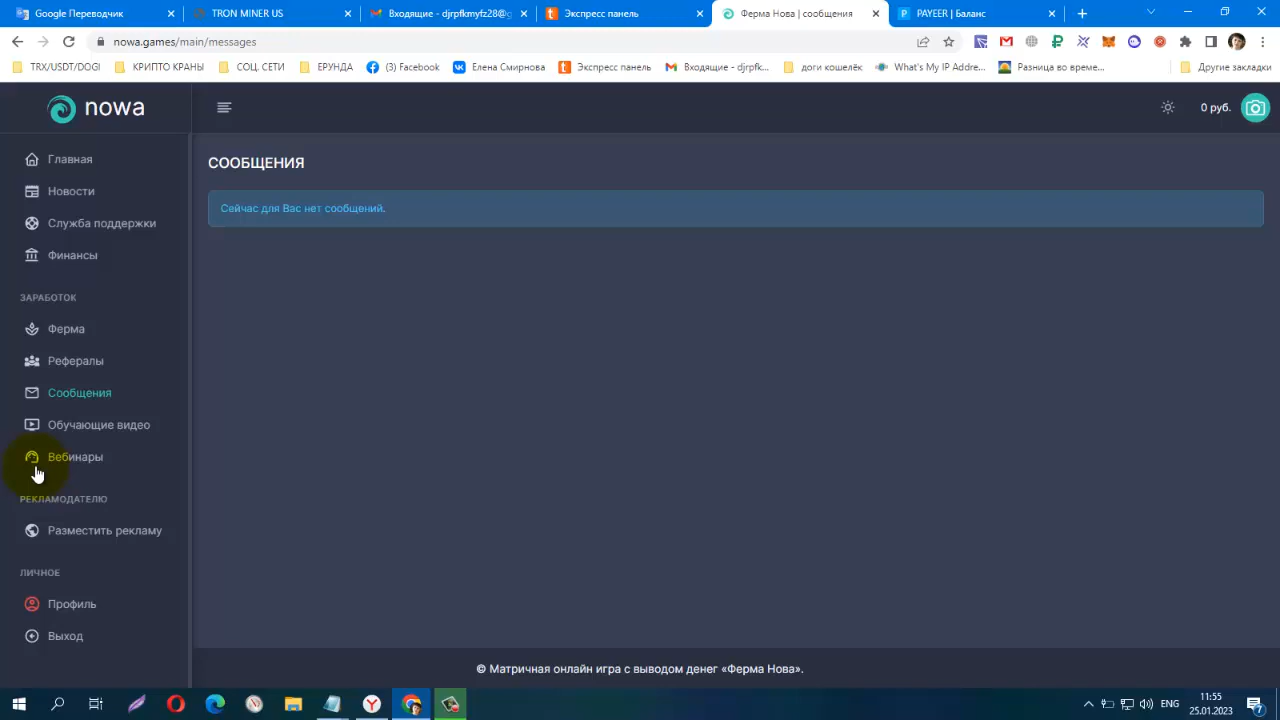 Google Переводчик
TRON MINER US
Входящие - djrpfkmyfz28@g
Экспресс панель
Ферма Нова | сообщения
PAYEER | Баланс
nowa.games/main/messages
TRX/USDT/DOGI
КРИПТО КРАНЫ
СОЦ. СЕТИ
ЕРУНДА
(3) Facebook
Елена Смирнова
Экспресс панель
Входящие - djrpfk...
доги кошелёк
What's My IP Addre...
Разница во време...
Другие закладки
nowa
0 руб.
Главная
Новости
Служба поддержки
Финансы
ЗАРАБОТОК
Ферма
Рефералы
Сообщения
Обучающие видео
Вебинары
РЕКЛАМОДАТЕЛЮ
Разместить рекламу
ЛИЧНОЕ
Профиль
Выход
СООБЩЕНИЯ
Сейчас для Вас нет сообщений.
© Матричная онлайн игра с выводом денег «Ферма Нова».
ENG
11:55
25.01.2023
7